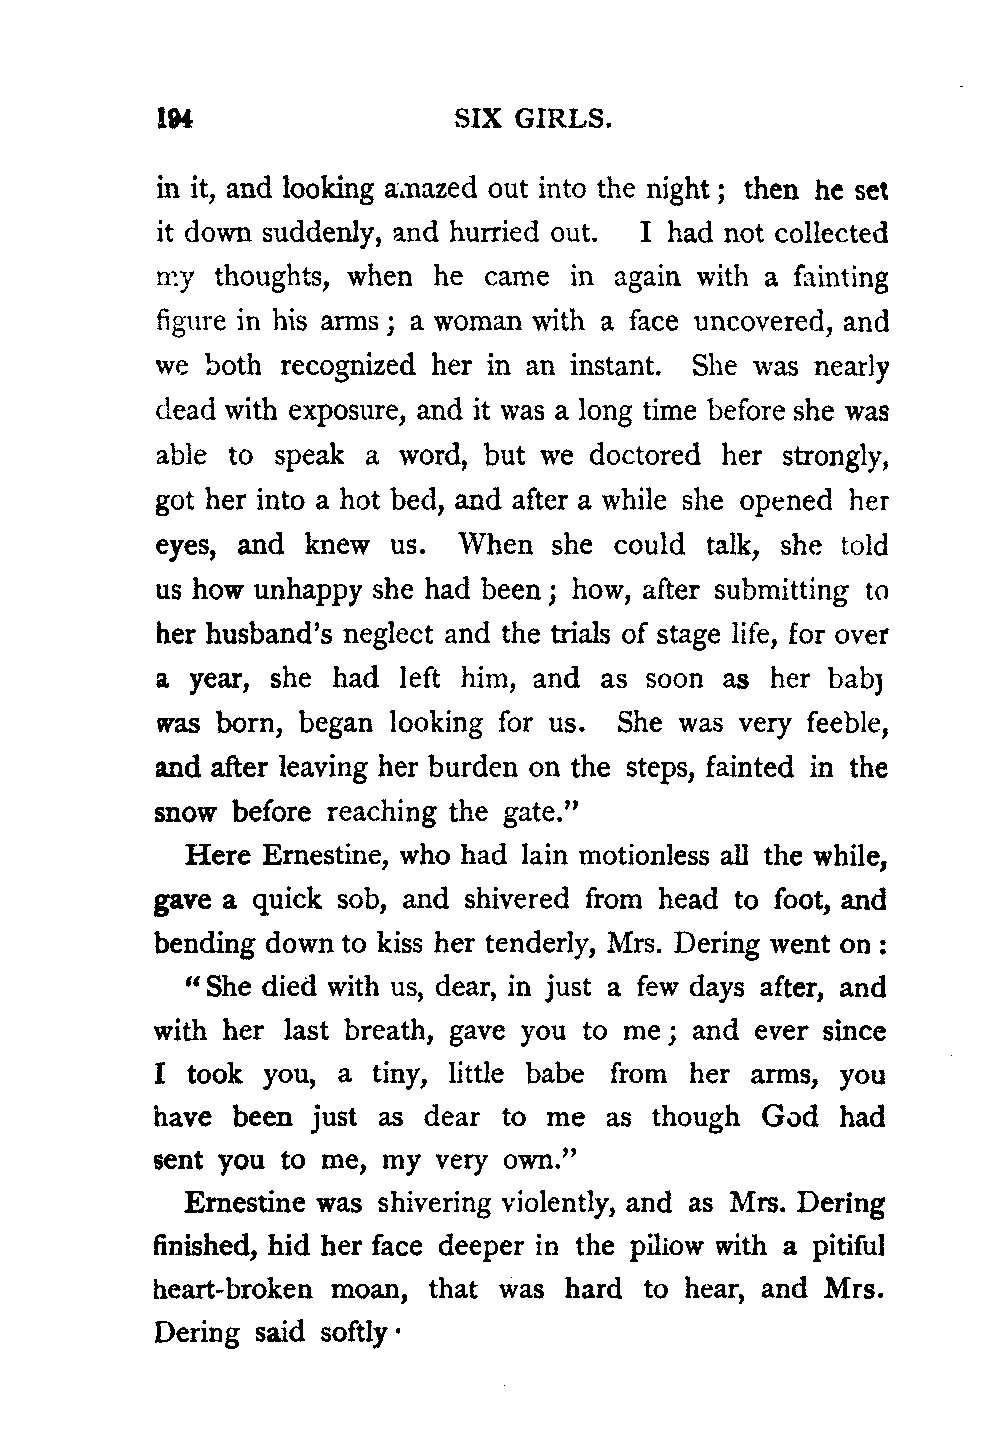 194 SIX GIRLS.
in it, and looking amazed out into the night; then he set
it down suddenly, and hurried out. I had not collected
my thoughts, when he came in again with a fainting
figure in his arms; a woman with a face uncovered, and
we both recognized her in an instant. She was nearly
dead with exposure, and it was a long time before she was
able to speak a word, but we doctored her strongly,
got her into a hot bed, and after a while she opened her
eyes, and knew us. When she could talk, she told
us how unhappy she had been; how, after submitting to
her husband's neglect and the trials of stage life, for over
a year, she had left him, and as soon as her baby
was born, began looking for us. She was very feeble,
and after leaving her burden on the steps, fainted in the
snow before reaching the gate."
Here Ernestine, who had lain motionless all the while,
gave a quick sob, and shivered from head to foot, and
bending down to kiss her tenderly, Mrs. Dering went on:
"She died with us, dear, in just a few days after, and
with her last breath, gave you to me; and ever since
I took you, a tiny, little babe from her arms, you
have been just as dear to me as though God had
sent you to me, my very own."
Ernestine was shivering violently, and as Mrs. Dering
finished, hid her face deeper in the pillow with a pitiful
heart-broken moan, that was hard to hear, and Mrs.
Dering said softly·